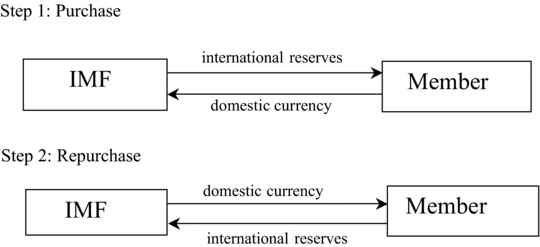 Step 1: Purchase
international reserves
IMF
Member
domestic currency
Step 2: Repurchase
domestic currency
IMF
Member
international reserves